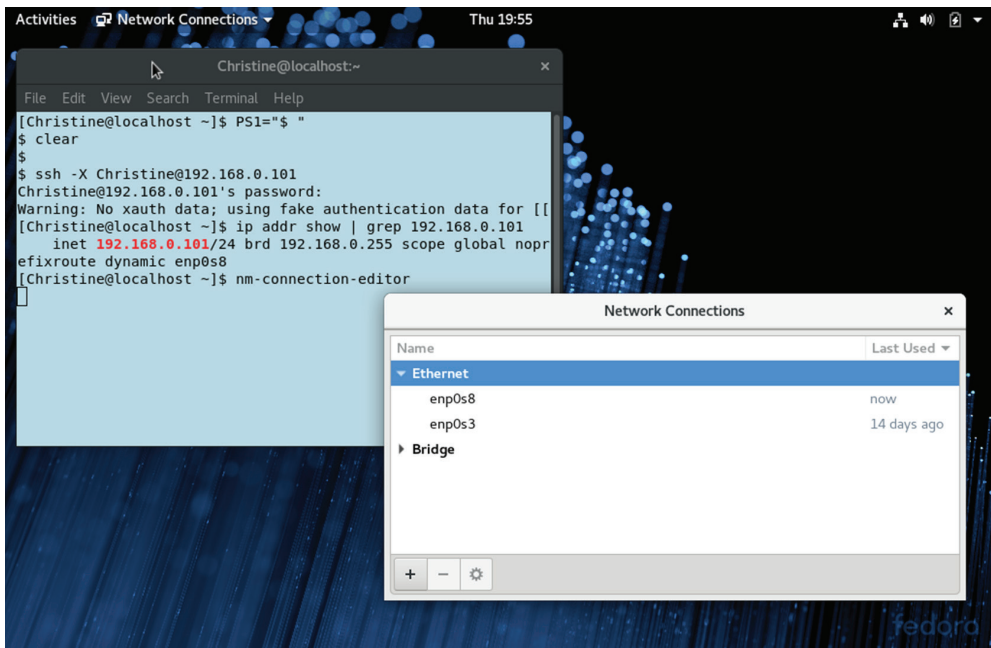 Activities Network Connections Thu 19:55
Christine@localhost:~
File Edit View Search Terminal Help
[Christine@localhost ~]$ PS1="$ "
$ clear
$
$ ssh -X Christine@192.168.0.101
Christine@192.168.0.101's password:
Warning: No xauth data; using fake authentication data for [[
[Christine@localhost ~]$ ip addr show | grep 192.168.0.101
    inet 192.168.0.101/24 brd 192.168.0.255 scope global nopr
efixroute dynamic enp0s8
[Christine@localhost ~]$ nm-connection-editor
Network Connections
Name Last Used
Ethernet
enp0s8 now
enp0s3 14 days ago
Bridge
fedora